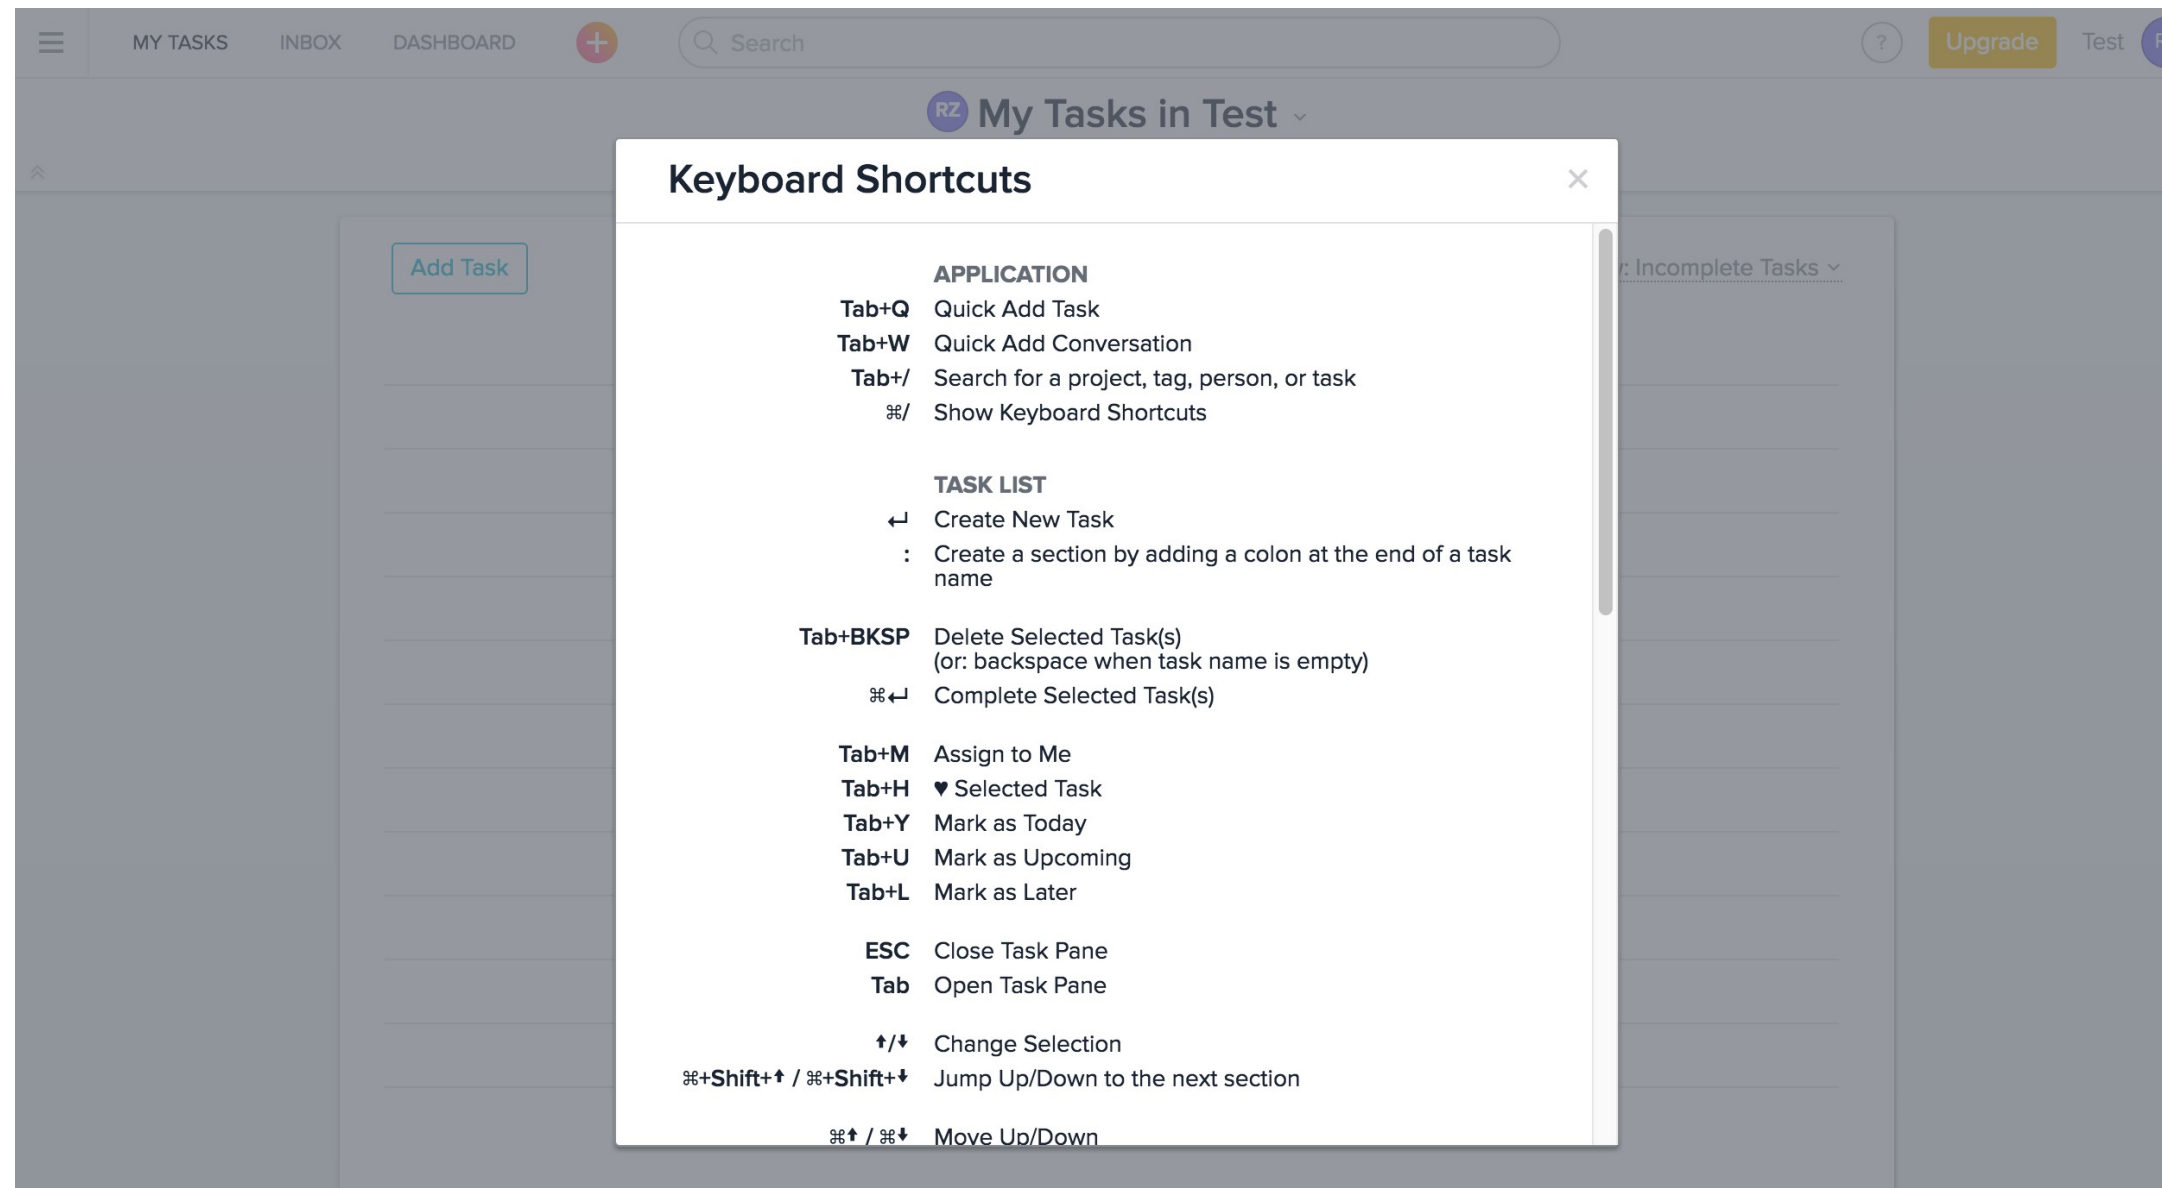 MY TASKS INBOX DASHBOARD + Search ? Upgrade Test
RZ My Tasks in Test
Keyboard Shortcuts ×
Add Task
: Incomplete Tasks
APPLICATION
Tab+Q Quick Add Task
Tab+W Quick Add Conversation
Tab+/ Search for a project, tag, person, or task
⌘/ Show Keyboard Shortcuts
TASK LIST
↵ Create New Task
: Create a section by adding a colon at the end of a task
name
Tab+BKSP Delete Selected Task(s)
(or: backspace when task name is empty)
⌘↵ Complete Selected Task(s)
Tab+M Assign to Me
Tab+H ♥ Selected Task
Tab+Y Mark as Today
Tab+U Mark as Upcoming
Tab+L Mark as Later
ESC Close Task Pane
Tab Open Task Pane
⬆/⬇ Change Selection
⌘+Shift+⬆ / ⌘+Shift+⬇ Jump Up/Down to the next section
⌘⬆ / ⌘⬇ Move Up/Down